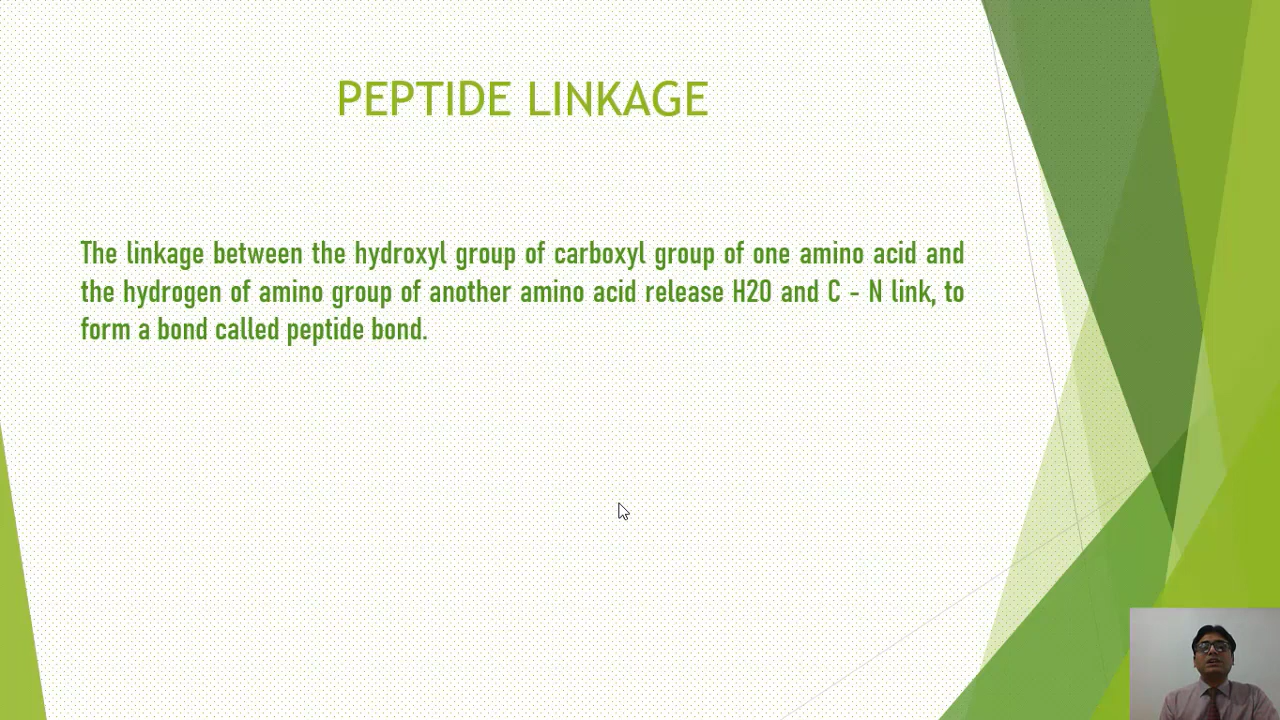 PEPTIDE LINKAGE
The linkage between the hydroxyl group of carboxyl group of one amino acid and
the hydrogen of amino group of another amino acid release H2O and C - N link, to
form a bond called peptide bond.